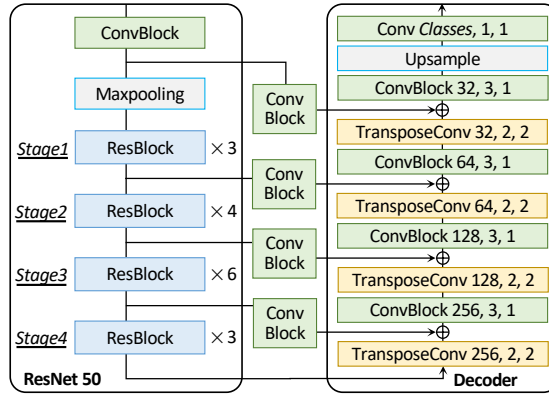 ConvBlock
Maxpooling
Stage1 ResBlock ×3
Stage2 ResBlock ×4
Stage3 ResBlock ×6
Stage4 ResBlock ×3
ResNet 50
Conv
Block
Conv
Block
Conv
Block
Conv
Block
Conv Classes, 1, 1
Upsample
ConvBlock 32, 3, 1
TransposeConv 32, 2, 2
ConvBlock 64, 3, 1
TransposeConv 64, 2, 2
ConvBlock 128, 3, 1
TransposeConv 128, 2, 2
ConvBlock 256, 3, 1
TransposeConv 256, 2, 2
Decoder